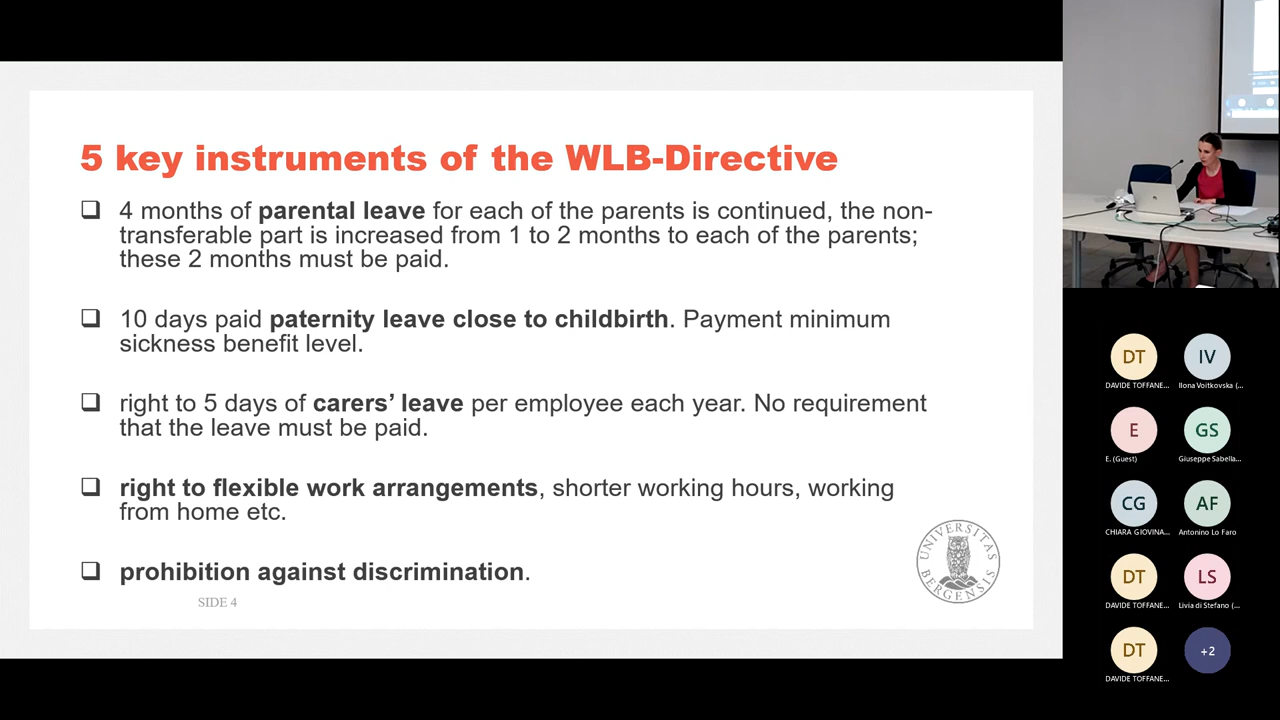 5 key instruments of the WLB-Directive
❑ 4 months of parental leave for each of the parents is continued, the non-
transferable part is increased from 1 to 2 months to each of the parents;
these 2 months must be paid.
❑ 10 days paid paternity leave close to childbirth. Payment minimum
sickness benefit level.
❑ right to 5 days of carers’ leave per employee each year. No requirement
that the leave must be paid.
❑ right to flexible work arrangements, shorter working hours, working
from home etc.
❑ prohibition against discrimination.
SIDE 4
UNIVERSITAS
BERGENSIS
DT
IV
DAVIDE TOFFANE...
Ilona Voitkovska (...
E
GS
E. (Guest)
Giuseppe Sabella...
CG
AF
CHIARA GIOVINA...
Antonino Lo Faro
DT
LS
DAVIDE TOFFANE...
Livia di Stefano (...
DT
+2
DAVIDE TOFFANE...